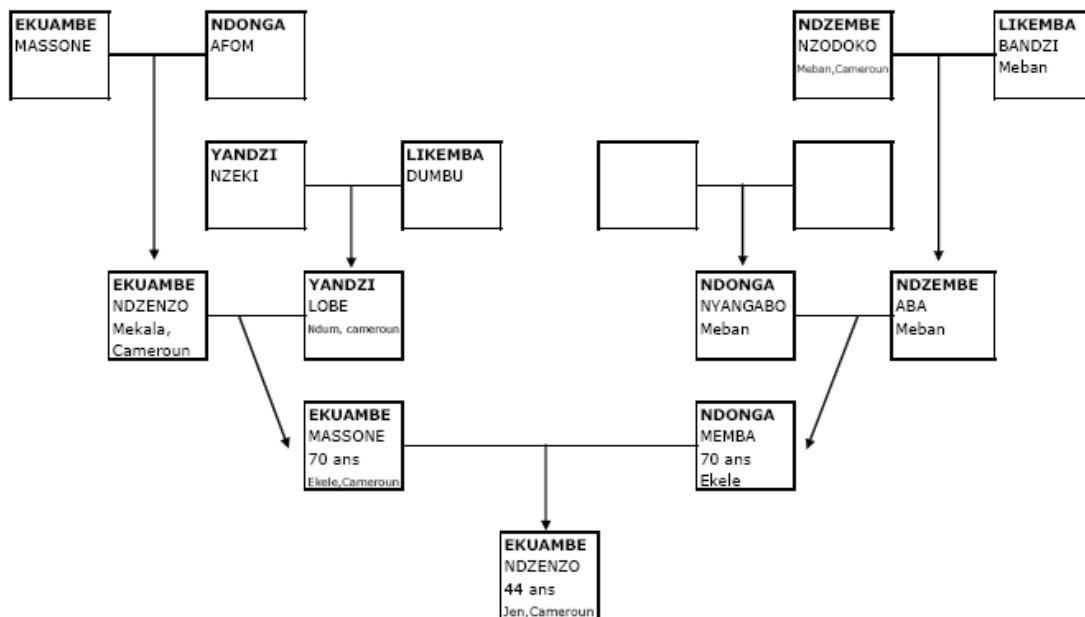 EKUAMBE
MASSONE
NDONGA
AFOM
NDZEMBE
NZODOKO
Meban,Cameroun
LIKEMBA
BANDZI
Meban
YANDZI
NZEKI
LIKEMBA
DUMBU
EKUAMBE
NDZENZO
Mekala,
Cameroun
YANDZI
LOBE
Ndum, cameroun
NDONGA
NYANGABO
Meban
NDZEMBE
ABA
Meban
EKUAMBE
MASSONE
70 ans
Ekele,Cameroun
NDONGA
MEMBA
70 ans
Ekele
EKUAMBE
NDZENZO
44 ans
Jen,Cameroun